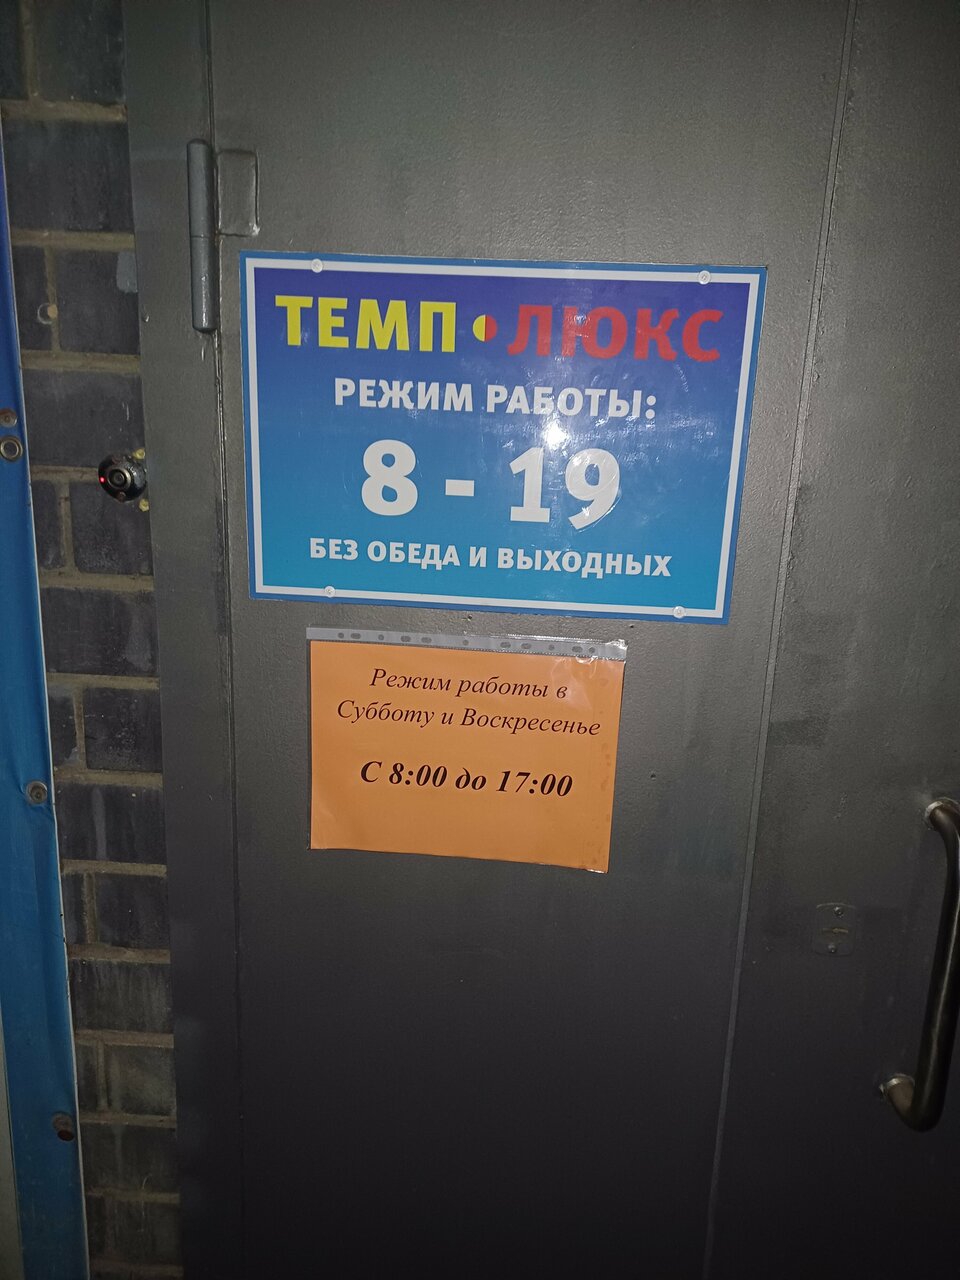 ТЕМП•ЛЮКС
РЕЖИМ РАБОТЫ:
8 - 19
БЕЗ ОБЕДА И ВЫХОДНЫХ
Режим работы в
Субботу и Воскресенье
С 8:00 до 17:00